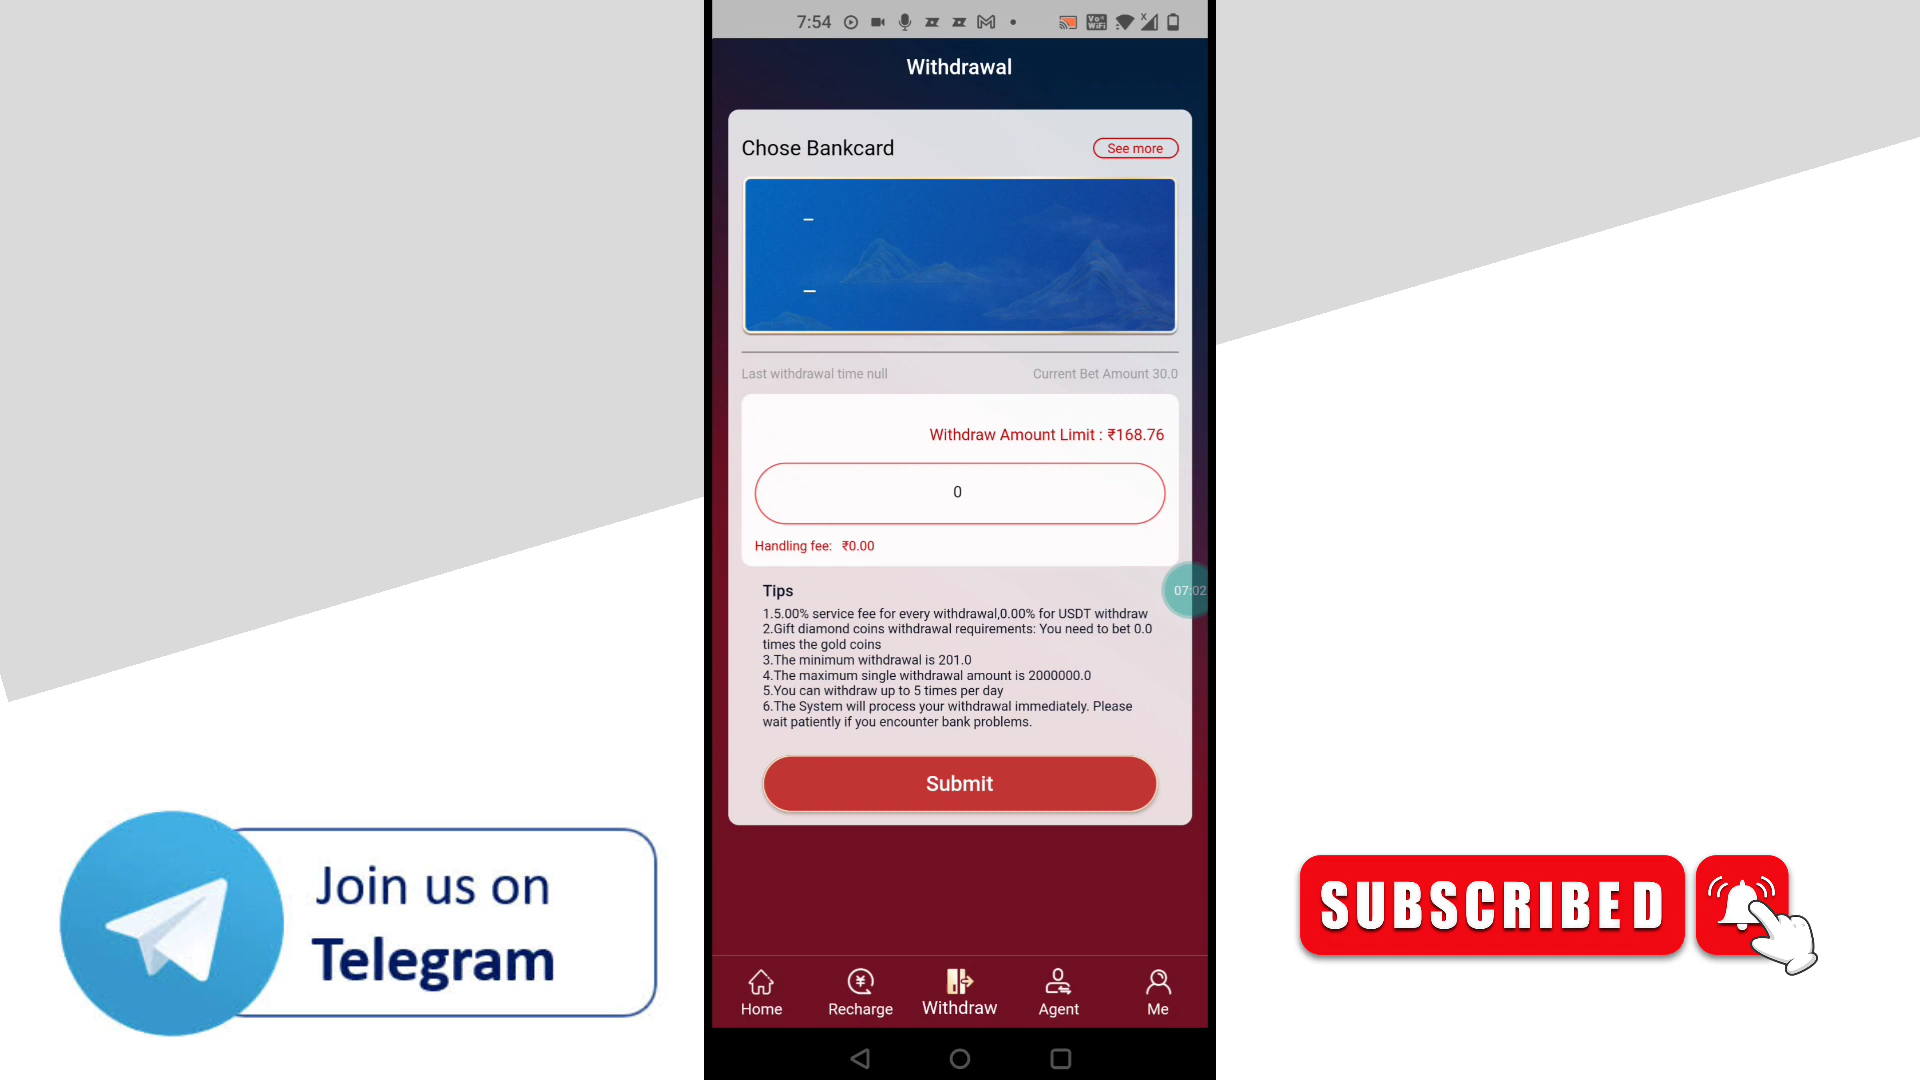 7:54
Withdrawal
Chose Bankcard
See more
–
–
Last withdrawal time null
Current Bet Amount 30.0
Withdraw Amount Limit : ₹168.76
0
Handling fee: ₹0.00
07:02
Tips
1.5.00% service fee for every withdrawal,0.00% for USDT withdraw
2.Gift diamond coins withdrawal requirements: You need to bet 0.0
times the gold coins
3.The minimum withdrawal is 201.0
4.The maximum single withdrawal amount is 2000000.0
5.You can withdraw up to 5 times per day
6.The System will process your withdrawal immediately. Please
wait patiently if you encounter bank problems.
Submit
Join us on
Telegram
SUBSCRIBED
Home
Recharge
Withdraw
Agent
Me